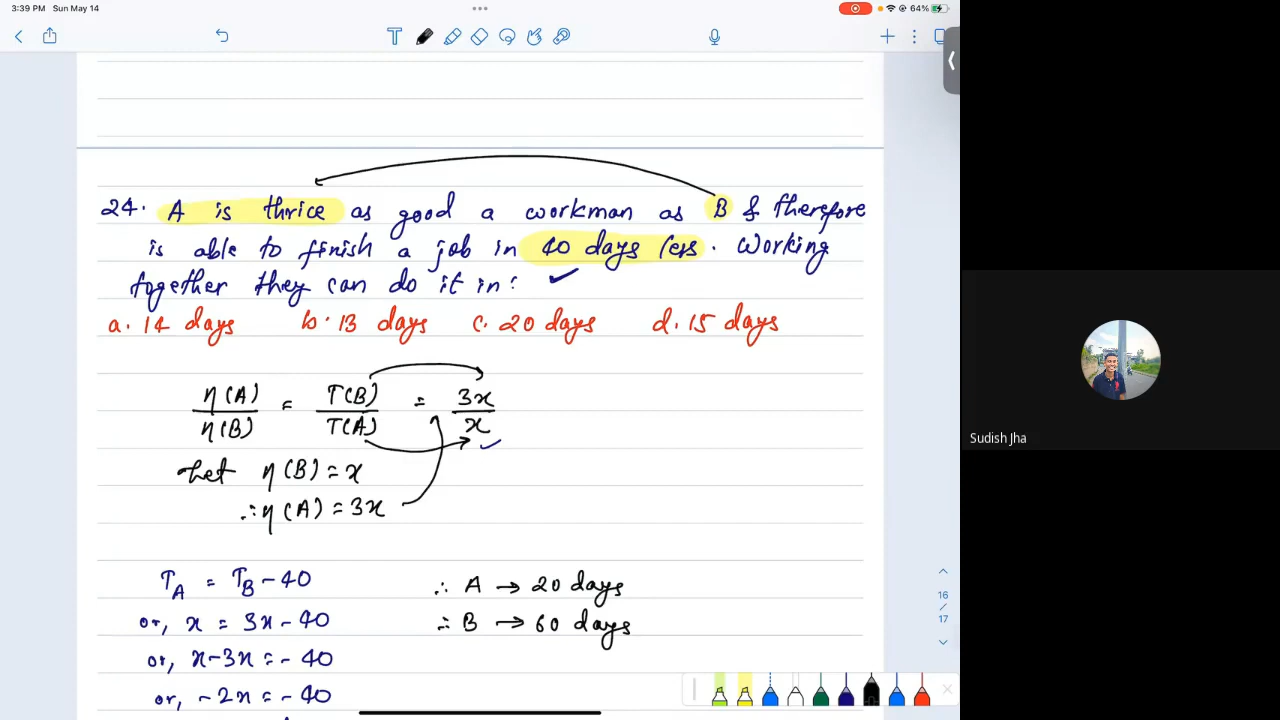 3:39 PM Sun May 14
64%
24. A is thrice as good a workman as B & therefore
is able to finish a job in 40 days less. Working
together they can do it in:
a. 14 days b. 13 days c. 20 days d. 15 days
η(A)/η(B) = T(B)/T(A) = 3x/x
Let η(B) = x
∴ η(A) = 3x
T_A = T_B - 40
or, x = 3x - 40
or, x - 3x = - 40
or, - 2x = - 40
∴ A → 20 days
∴ B → 60 days
16
/
17
Sudish Jha